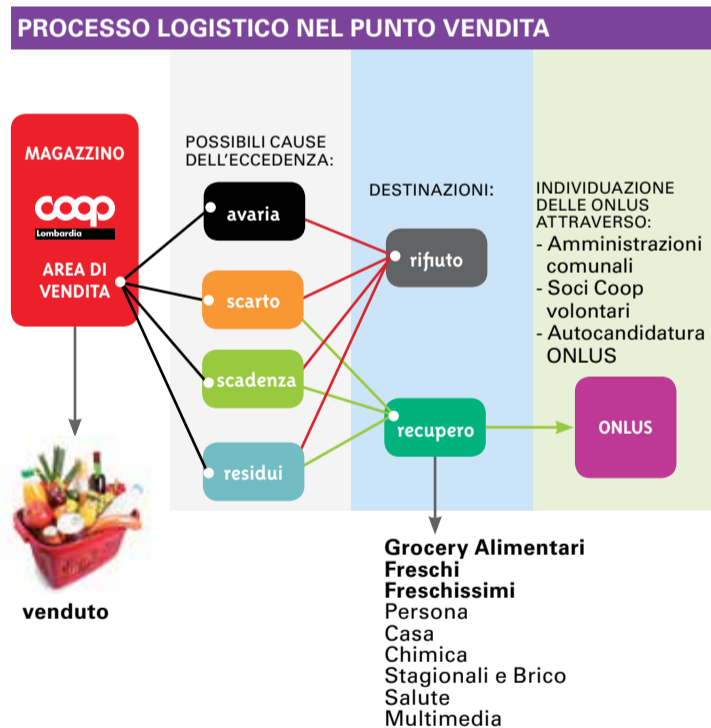 PROCESSO LOGISTICO NEL PUNTO VENDITA
MAGAZZINO
coop
Lombardia
AREA DI
VENDITA
venduto
POSSIBILI CAUSE
DELL'ECCEDENZA:
avaria
scarto
scadenza
residui
DESTINAZIONI:
rifiuto
recupero
Grocery Alimentari
Freschi
Freschissimi
Persona
Casa
Chimica
Stagionali e Brico
Salute
Multimedia
INDIVIDUAZIONE
DELLE ONLUS
ATTRAVERSO:
- Amministrazioni
comunali
- Soci Coop
volontari
- Autocandidatura
ONLUS
ONLUS